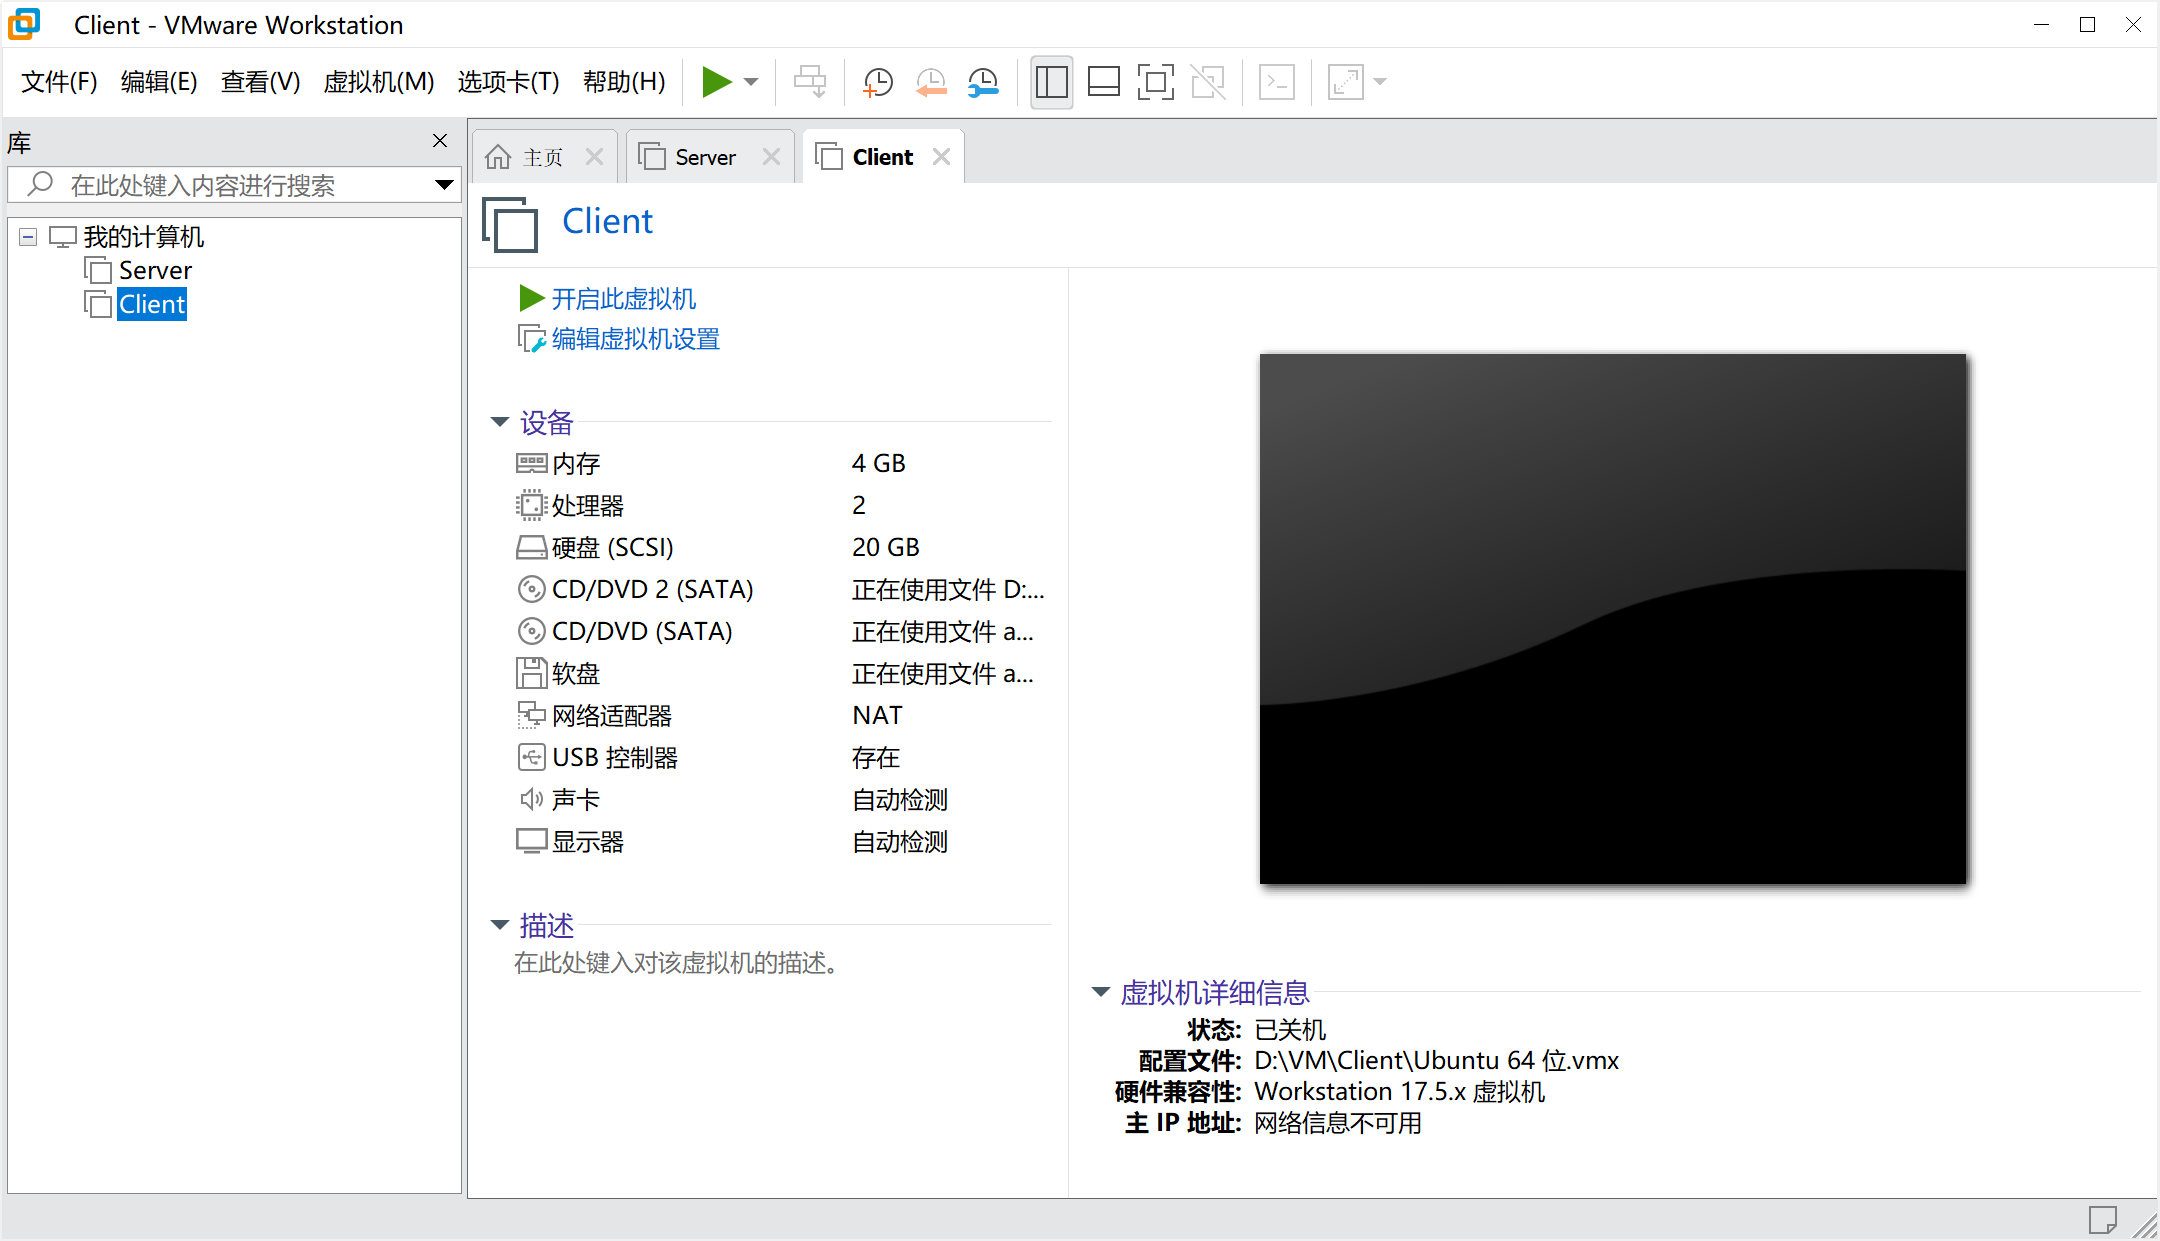 Client - VMware Workstation
文件(F) 编辑(E) 查看(V) 虚拟机(M) 选项卡(T) 帮助(H)
库
在此处键入内容进行搜索
我的计算机
Server
Client
主页 Server Client
Client
开启此虚拟机
编辑虚拟机设置
设备
内存 4 GB
处理器 2
硬盘 (SCSI) 20 GB
CD/DVD 2 (SATA) 正在使用文件 D:...
CD/DVD (SATA) 正在使用文件 a...
软盘 正在使用文件 a...
网络适配器 NAT
USB 控制器 存在
声卡 自动检测
显示器 自动检测
描述
在此处键入对该虚拟机的描述。
虚拟机详细信息
状态: 已关机
配置文件: D:\VM\Client\Ubuntu 64 位.vmx
硬件兼容性: Workstation 17.5.x 虚拟机
主 IP 地址: 网络信息不可用